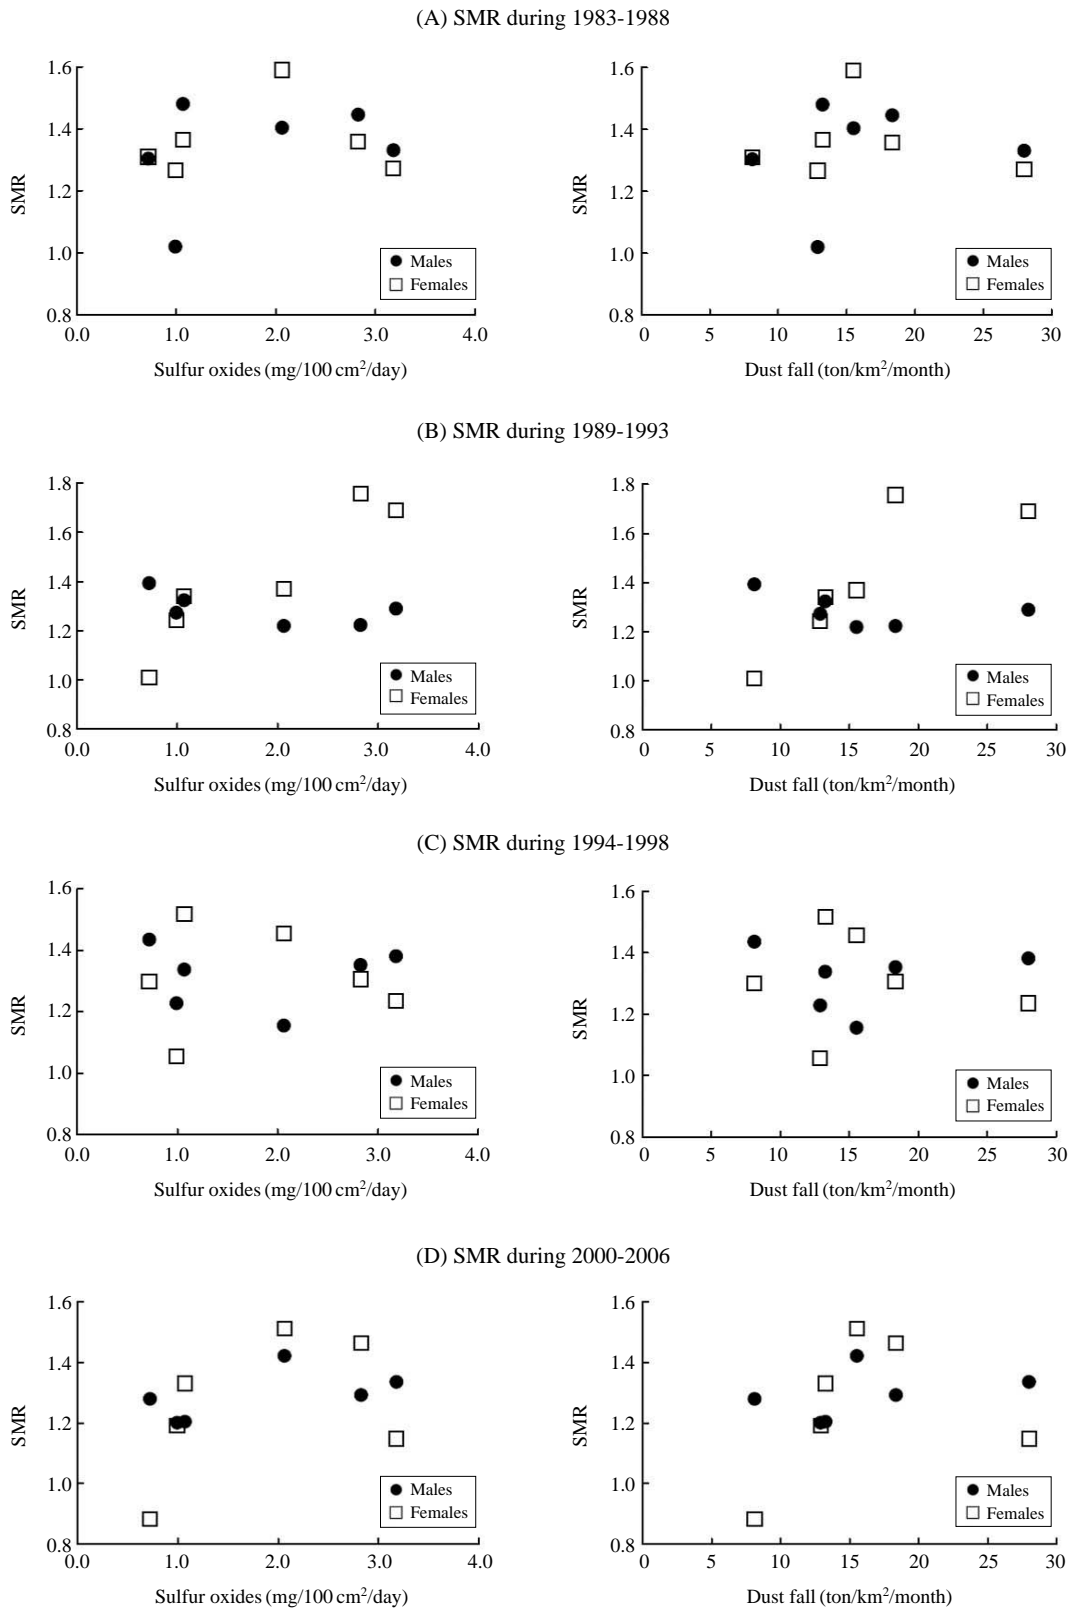 (A) SMR during 1983-1988
1.6
1.4
1.2
1.0
0.8
SMR
0.0 1.0 2.0 3.0 4.0
Sulfur oxides (mg/100 cm²/day)
Males
Females
1.6
1.4
1.2
1.0
0.8
SMR
0 5 10 15 20 25 30
Dust fall (ton/km²/month)
Males
Females
(B) SMR during 1989-1993
1.8
1.6
1.4
1.2
1.0
0.8
SMR
0.0 1.0 2.0 3.0 4.0
Sulfur oxides (mg/100 cm²/day)
Males
Females
1.8
1.6
1.4
1.2
1.0
0.8
SMR
0 5 10 15 20 25 30
Dust fall (ton/km²/month)
Males
Females
(C) SMR during 1994-1998
1.6
1.4
1.2
1.0
0.8
SMR
0.0 1.0 2.0 3.0 4.0
Sulfur oxides (mg/100 cm²/day)
Males
Females
1.6
1.4
1.2
1.0
0.8
SMR
0 5 10 15 20 25 30
Dust fall (ton/km²/month)
Males
Females
(D) SMR during 2000-2006
1.6
1.4
1.2
1.0
0.8
SMR
0.0 1.0 2.0 3.0 4.0
Sulfur oxides (mg/100 cm²/day)
Males
Females
1.6
1.4
1.2
1.0
0.8
SMR
0 5 10 15 20 25 30
Dust fall (ton/km²/month)
Males
Females